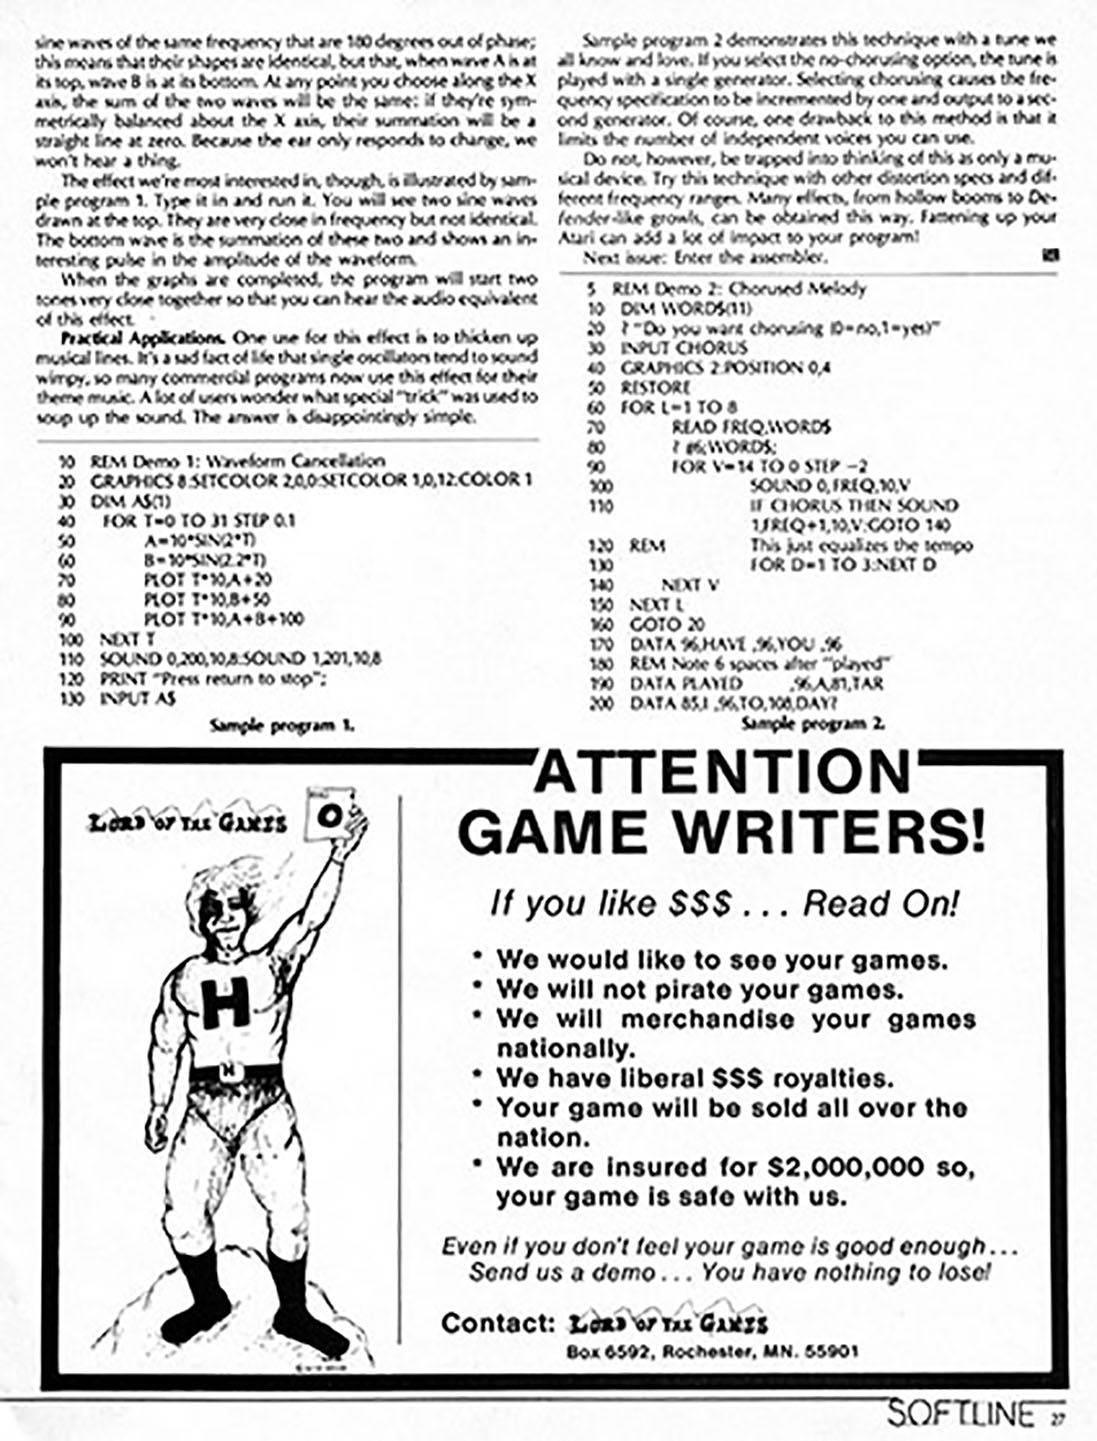 sine waves of the same frequency that are 180 degrees out of phase;
this means that their shapes are identical, but that, when wave A is at
its top, wave B is at its bottom. At any point you choose along the X
axis, the sum of the two waves will be the same: if they're sym-
metrically balanced about the X axis, their summation will be a
straight line at zero. Because the ear only responds to change, we
won't hear a thing.
The effect we're most interested in, though, is illustrated by sam-
ple program 1. Type it in and run it. You will see two sine waves
drawn at the top. They are very close in frequency but not identical.
The bottom wave is the summation of these two and shows an in-
teresting pulse in the amplitude of the waveform.
When the graphs are completed, the program will start two
tones very close together so that you can hear the audio equivalent
of this effect.
Practical Applications. One use for this effect is to thicken up
musical lines. It's a sad fact of life that single oscillators tend to sound
wimpy, so many commercial programs now use this effect for their
theme music. A lot of users wonder what special "trick" was used to
soup up the sound. The answer is disappointingly simple.
10 REM Demo 1: Waveform Cancellation
20 GRAPHICS 8:SETCOLOR 2,0,0:SETCOLOR 1,0,12:COLOR 1
30 DIM A$(1)
40 FOR T=0 TO 31 STEP 0.1
50 A=10*SIN(2*T)
60 B=10*SIN(2.2*T)
70 PLOT T*10,A+20
80 PLOT T*10,B+50
90 PLOT T*10,A+B+100
100 NEXT T
110 SOUND 0,200,10,8:SOUND 1,201,10,8
120 PRINT "Press return to stop";
130 INPUT A$
Sample program 1.
Sample program 2 demonstrates this technique with a tune we
all know and love. If you select the no-chorusing option, the tune is
played with a single generator. Selecting chorusing causes the fre-
quency specification to be incremented by one and output to a sec-
ond generator. Of course, one drawback to this method is that it
limits the number of independent voices you can use.
Do not, however, be trapped into thinking of this as only a mu-
sical device. Try this technique with other distortion specs and dif-
ferent frequency ranges. Many effects, from hollow booms to De-
fender-like growls, can be obtained this way. Fattening up your
Atari can add a lot of impact to your program!
Next issue: Enter the assembler.
5 REM Demo 2: Chorused Melody
10 DIM WORD$(11)
20 ? "Do you want chorusing (0=no,1=yes)"
30 INPUT CHORUS
40 GRAPHICS 2:POSITION 0,4
50 RESTORE
60 FOR L=1 TO 8
70 READ FREQ,WORD$
80 ? #6;WORD$;
90 FOR V=14 TO 0 STEP -2
100 SOUND 0,FREQ,10,V
110 IF CHORUS THEN SOUND
1,FREQ+1,10,V:GOTO 140
120 REM This just equalizes the tempo
130 FOR D=1 TO 3:NEXT D
140 NEXT V
150 NEXT L
160 GOTO 20
170 DATA 96,HAVE ,96,YOU ,96
180 REM Note 6 spaces after "played"
190 DATA PLAYED ,96,A,81,TAR
200 DATA 85,I ,96,TO,108,DAY?
Sample program 2.
LORD OF THE GAMES
H
H
ATTENTION
GAME WRITERS!
If you like $$$ ... Read On!
* We would like to see your games.
* We will not pirate your games.
* We will merchandise your games
nationally.
* We have liberal $$$ royalties.
* Your game will be sold all over the
nation.
* We are insured for $2,000,000 so,
your game is safe with us.
Even if you don't feel your game is good enough...
Send us a demo... You have nothing to lose!
Contact: LORD OF THE GAMES
Box 6592, Rochester, MN. 55901
SOFTLINE 27